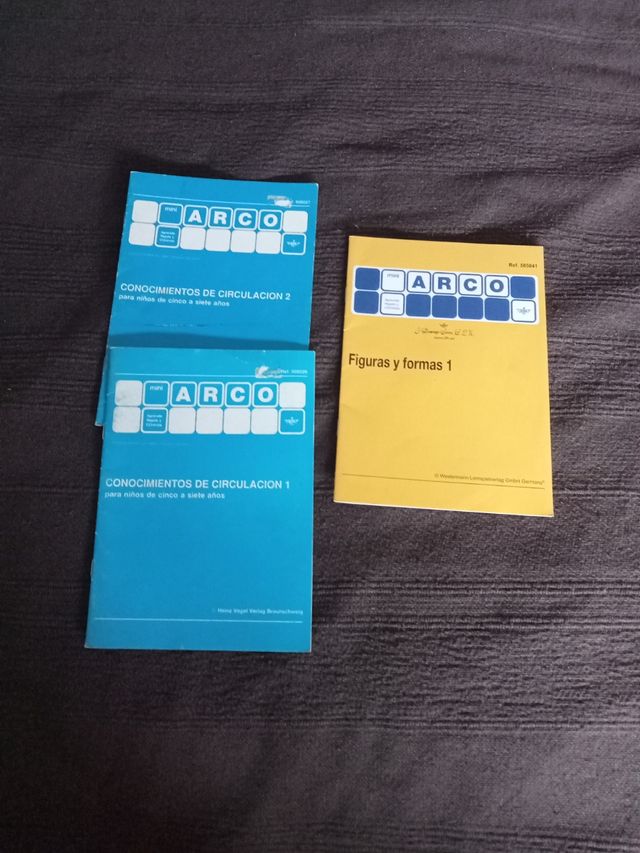 mini
ARCO
CONOCIMIENTOS DE CIRCULACION 2
para niños de cinco a siete años
mini
ARCO
CONOCIMIENTOS DE CIRCULACION 1
para niños de cinco a siete años
Heinz Vogel Verlag Braunschweig
Ref. 505041
mini
ARCO
Figuras y formas 1
© Westermann Lernspielverlag GmbH Germany